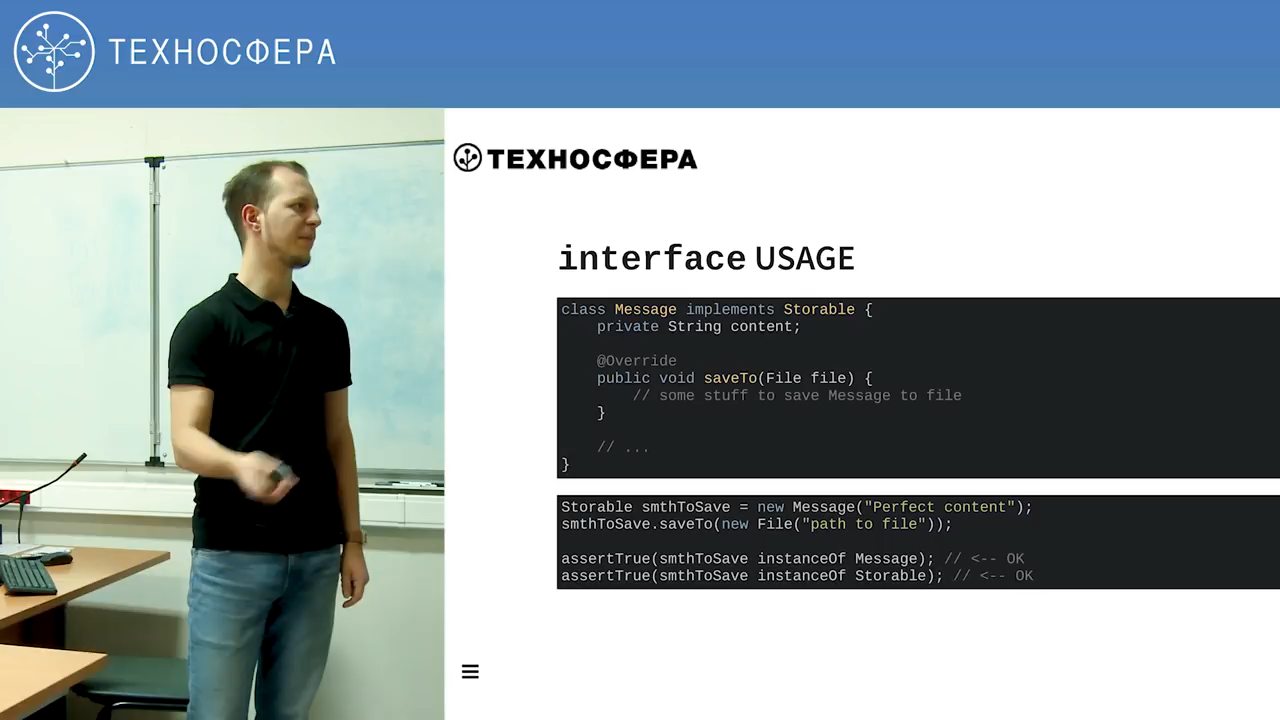 ТЕХНОСФЕРА
ТЕХНОСФЕРА
interface USAGE
class Message implements Storable {
    private String content;
    @Override
    public void saveTo(File file) {
        // some stuff to save Message to file
    }
    // ...
}
Storable smthToSave = new Message("Perfect content");
smthToSave.saveTo(new File("path to file"));
assertTrue(smthToSave instanceOf Message); // <-- OK
assertTrue(smthToSave instanceOf Storable); // <-- OK